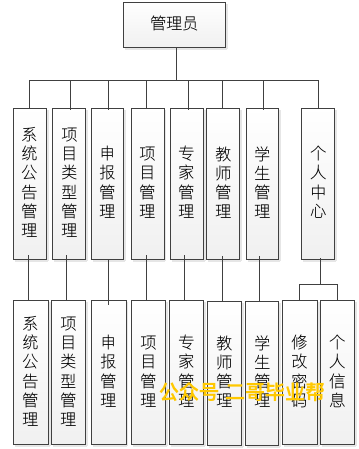 管理员
系统公告管理
项目类型管理
申报管理
项目管理
专家管理
教师管理
学生管理
个人中心
系统公告管理
项目类型管理
申报管理
项目管理
专家管理
教师管理
学生管理
修改密码
个人信息
公众号:二哥毕业帮